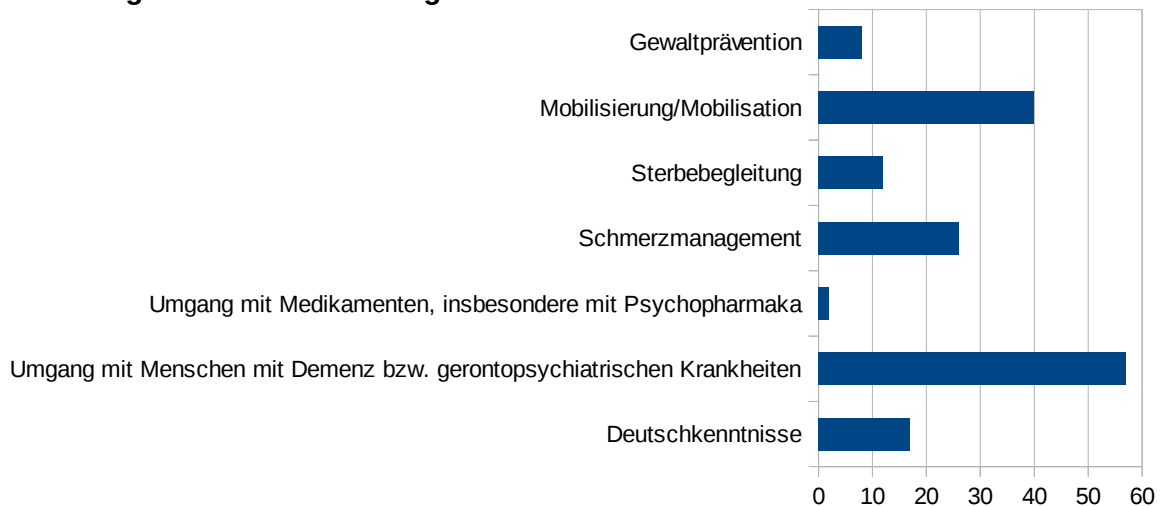 Gewaltprävention
Mobilisierung/Mobilisation
Sterbebegleitung
Schmerzmanagement
Umgang mit Medikamenten, insbesondere mit Psychopharmaka
Umgang mit Menschen mit Demenz bzw. gerontopsychiatrischen Krankheiten
Deutschkenntnisse
0 10 20 30 40 50 60